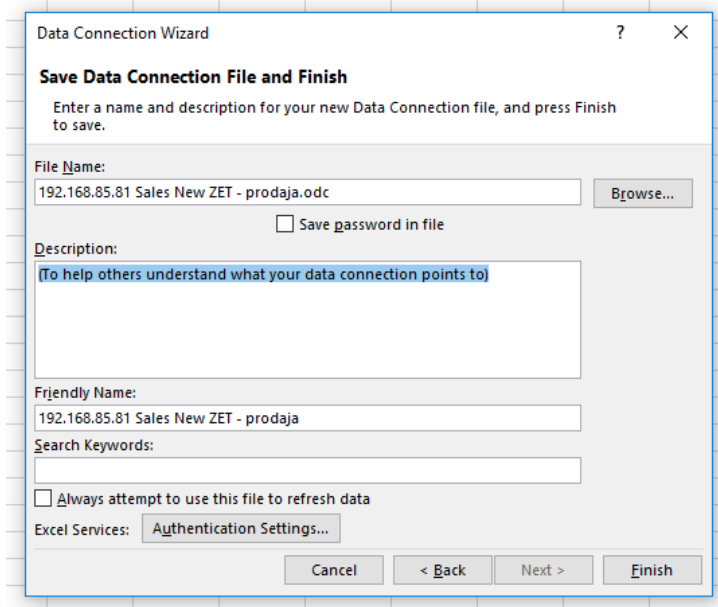 Data Connection Wizard
?
Save Data Connection File and Finish
Enter a name and description for your new Data Connection file, and press Finish
to save.
File Name:
192.168.85.81 Sales New ZET - prodaja.odc
Browse...
Save password in file
Description:
(To help others understand what your data connection points to)
Friendly Name:
192.168.85.81 Sales New ZET - prodaja
Search Keywords:
Always attempt to use this file to refresh data
Excel Services: Authentication Settings...
Cancel < Back Next > Finish